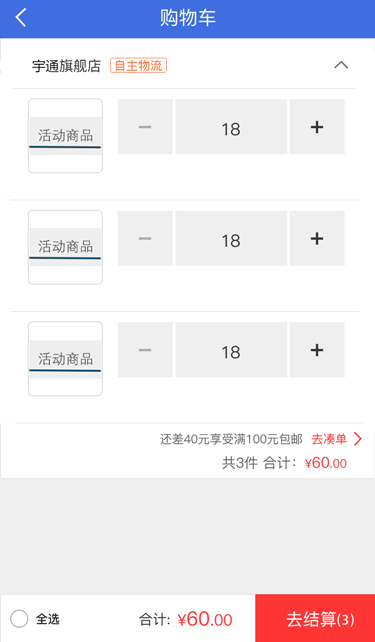 购物车
宇通旗舰店 自主物流
活动商品 − 18 +
活动商品 − 18 +
活动商品 − 18 +
还差40元享受满100元包邮 去凑单
共3件 合计：¥60.00
全选 合计: ¥60.00 去结算(3)